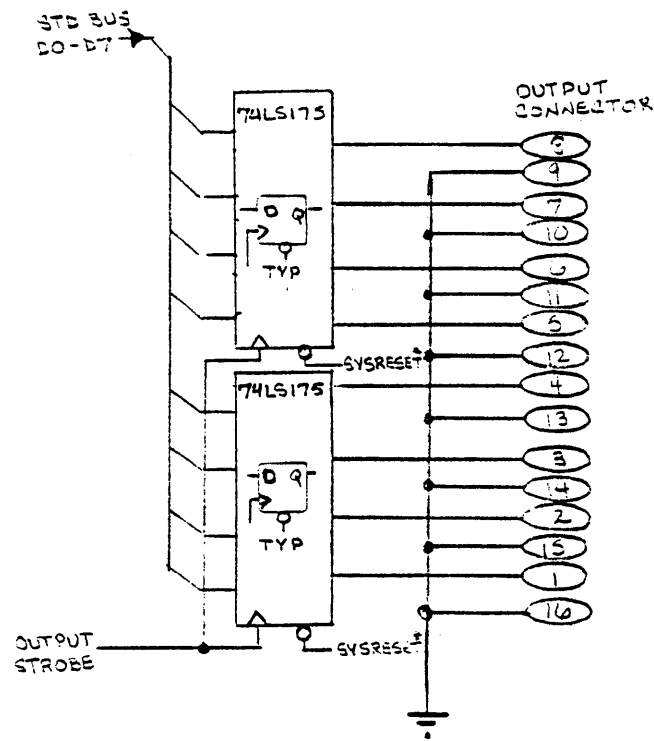 STD BUS
D0-D7
OUTPUT
CONNECTOR
74LS175
D Q
TYP
SYSRESET*
74LS175
D Q
TYP
SYSRESET*
OUTPUT
STROBE
8
9
7
10
6
11
5
12
4
13
3
14
2
15
1
16